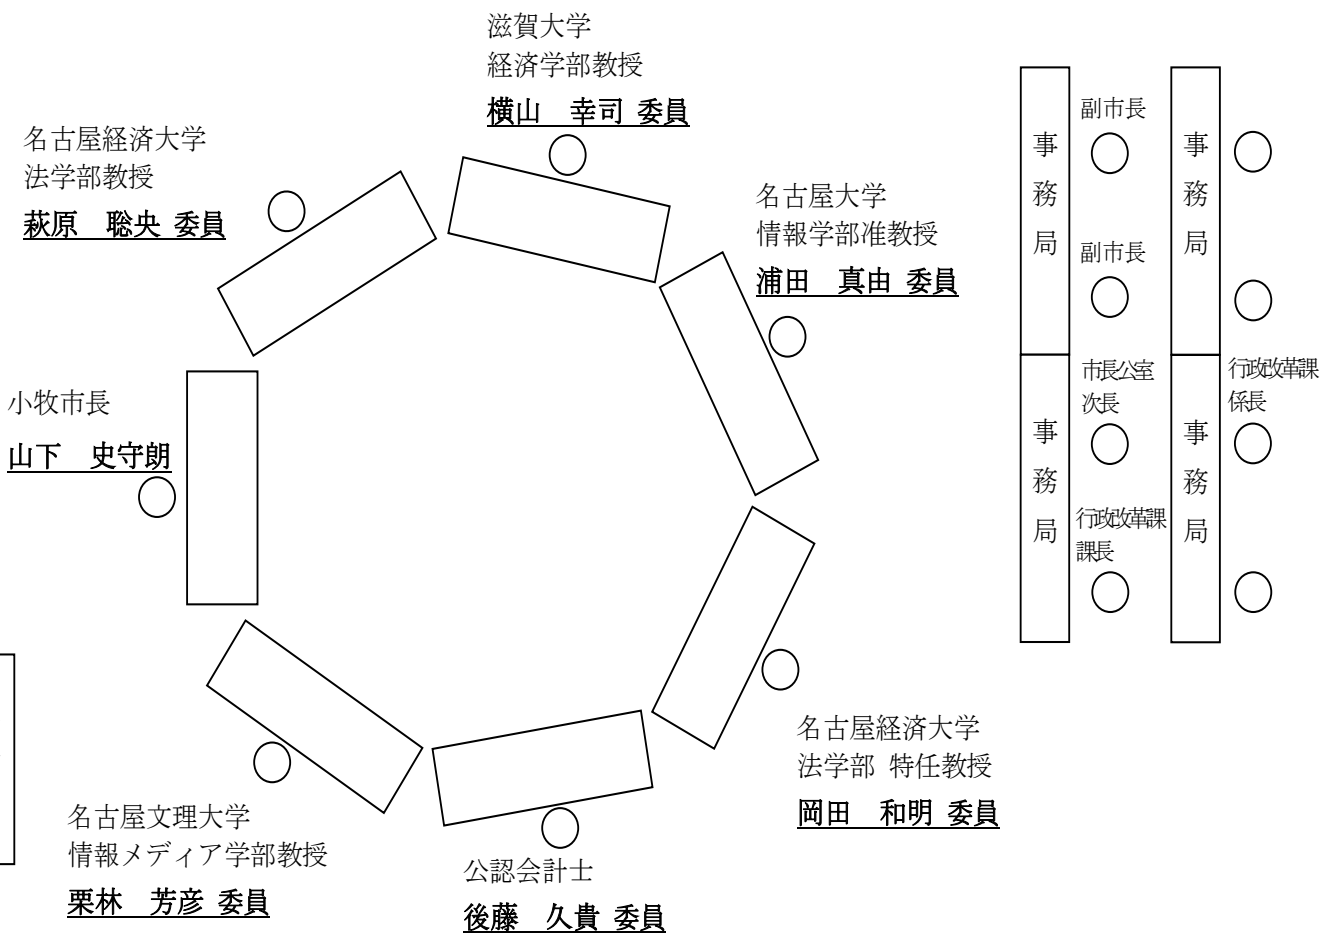 滋賀大学
経済学部教授
横山　幸司 委員
名古屋経済大学
法学部教授
萩原　聡央 委員
名古屋大学
情報学部准教授
浦田　真由 委員
小牧市長
山下　史守朗
名古屋経済大学
法学部 特任教授
岡田　和明 委員
名古屋文理大学
情報メディア学部教授
栗林　芳彦 委員
公認会計士
後藤　久貴 委員
事務局
副市長
副市長
事務局
事務局
市長公室
次長
行政改革課
課長
事務局
行政改革課
係長